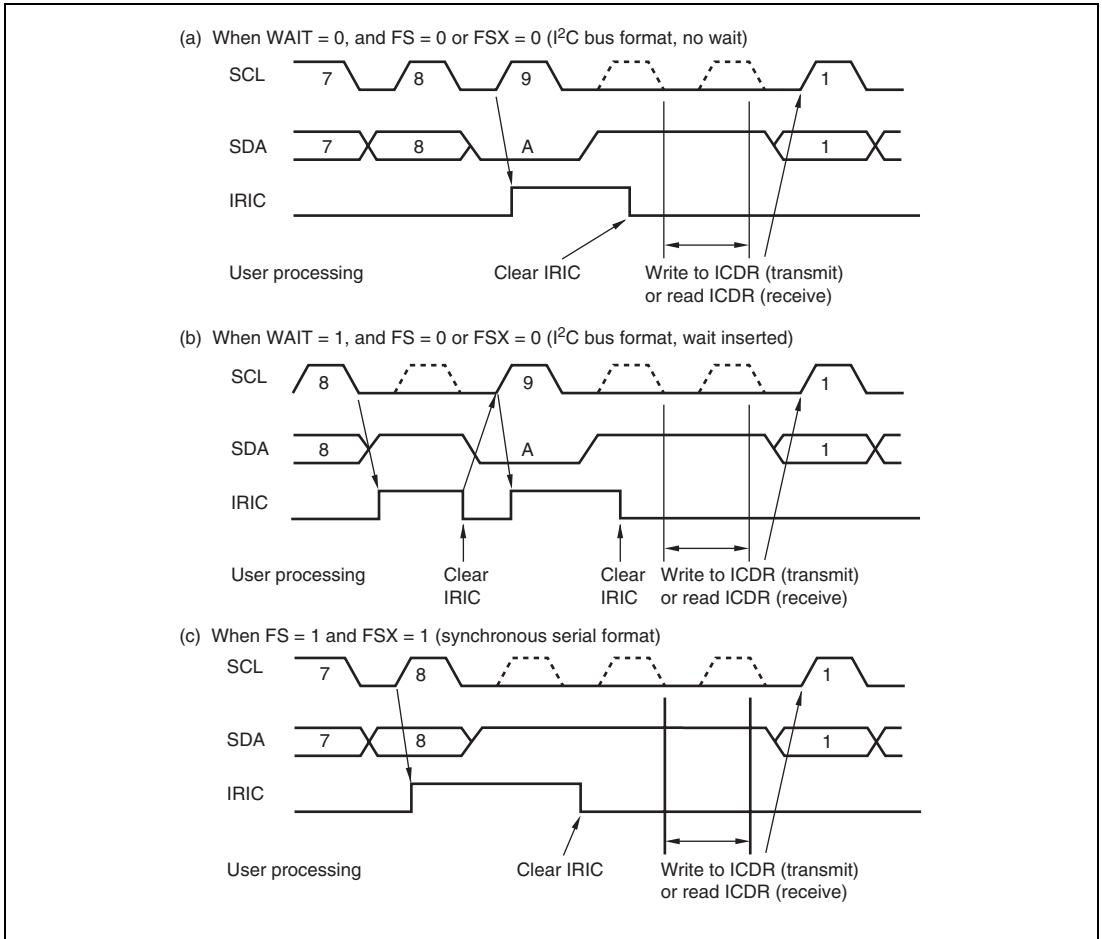 (a) When WAIT = 0, and FS = 0 or FSX = 0 (I²C bus format, no wait)
SCL 7 8 9 1
SDA 7 8 A 1
IRIC
User processing Clear IRIC Write to ICDR (transmit)
or read ICDR (receive)
(b) When WAIT = 1, and FS = 0 or FSX = 0 (I²C bus format, wait inserted)
SCL 8 9 1
SDA 8 A 1
IRIC
User processing Clear Clear Write to ICDR (transmit)
IRIC IRIC or read ICDR (receive)
(c) When FS = 1 and FSX = 1 (synchronous serial format)
SCL 7 8 1
SDA 7 8 1
IRIC
User processing Clear IRIC Write to ICDR (transmit)
or read ICDR (receive)